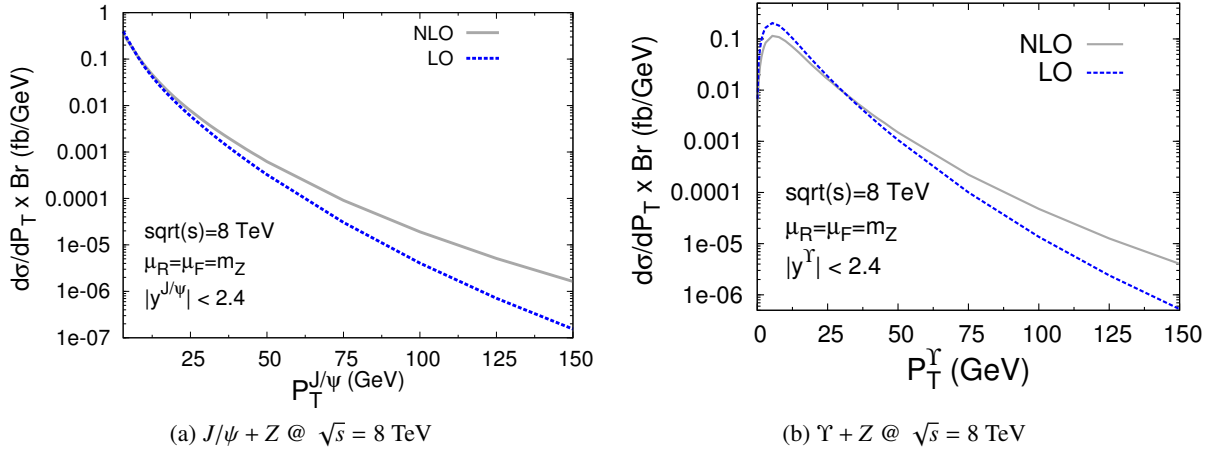 NLO
LO
dσ/dP_T x Br (fb/GeV)
1
0.1
0.01
0.001
0.0001
1e-05
1e-06
1e-07
sqrt(s)=8 TeV
μ_R=μ_F=m_Z
|y^J/ψ| < 2.4
25 50 75 100 125 150
P_T^J/ψ (GeV)
(a) J/ψ + Z @ √s = 8 TeV
NLO
LO
dσ/dP_T x Br (fb/GeV)
0.1
0.01
0.001
0.0001
1e-05
1e-06
sqrt(s)=8 TeV
μ_R=μ_F=m_Z
|y^Υ| < 2.4
0 25 50 75 100 125 150
P_T^Υ (GeV)
(b) Υ + Z @ √s = 8 TeV